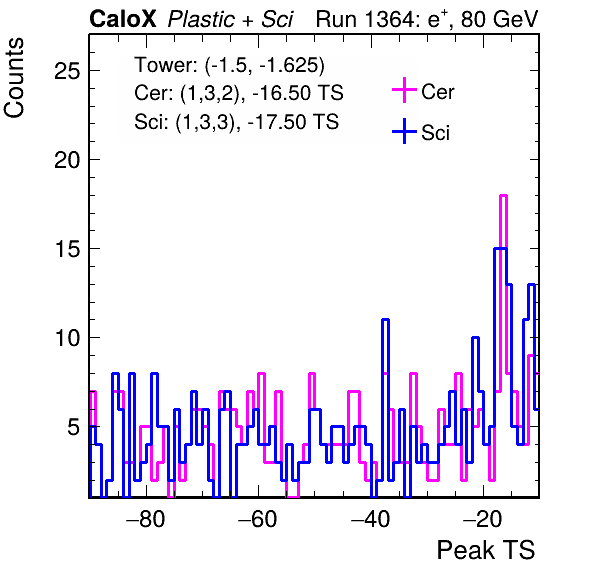 CaloX Plastic + Sci Run 1364: e⁺, 80 GeV
Counts
Tower: (-1.5, -1.625)
Cer: (1,3,2), -16.50 TS
Sci: (1,3,3), -17.50 TS
Cer
Sci
25
20
15
10
5
−80 −60 −40 −20
Peak TS